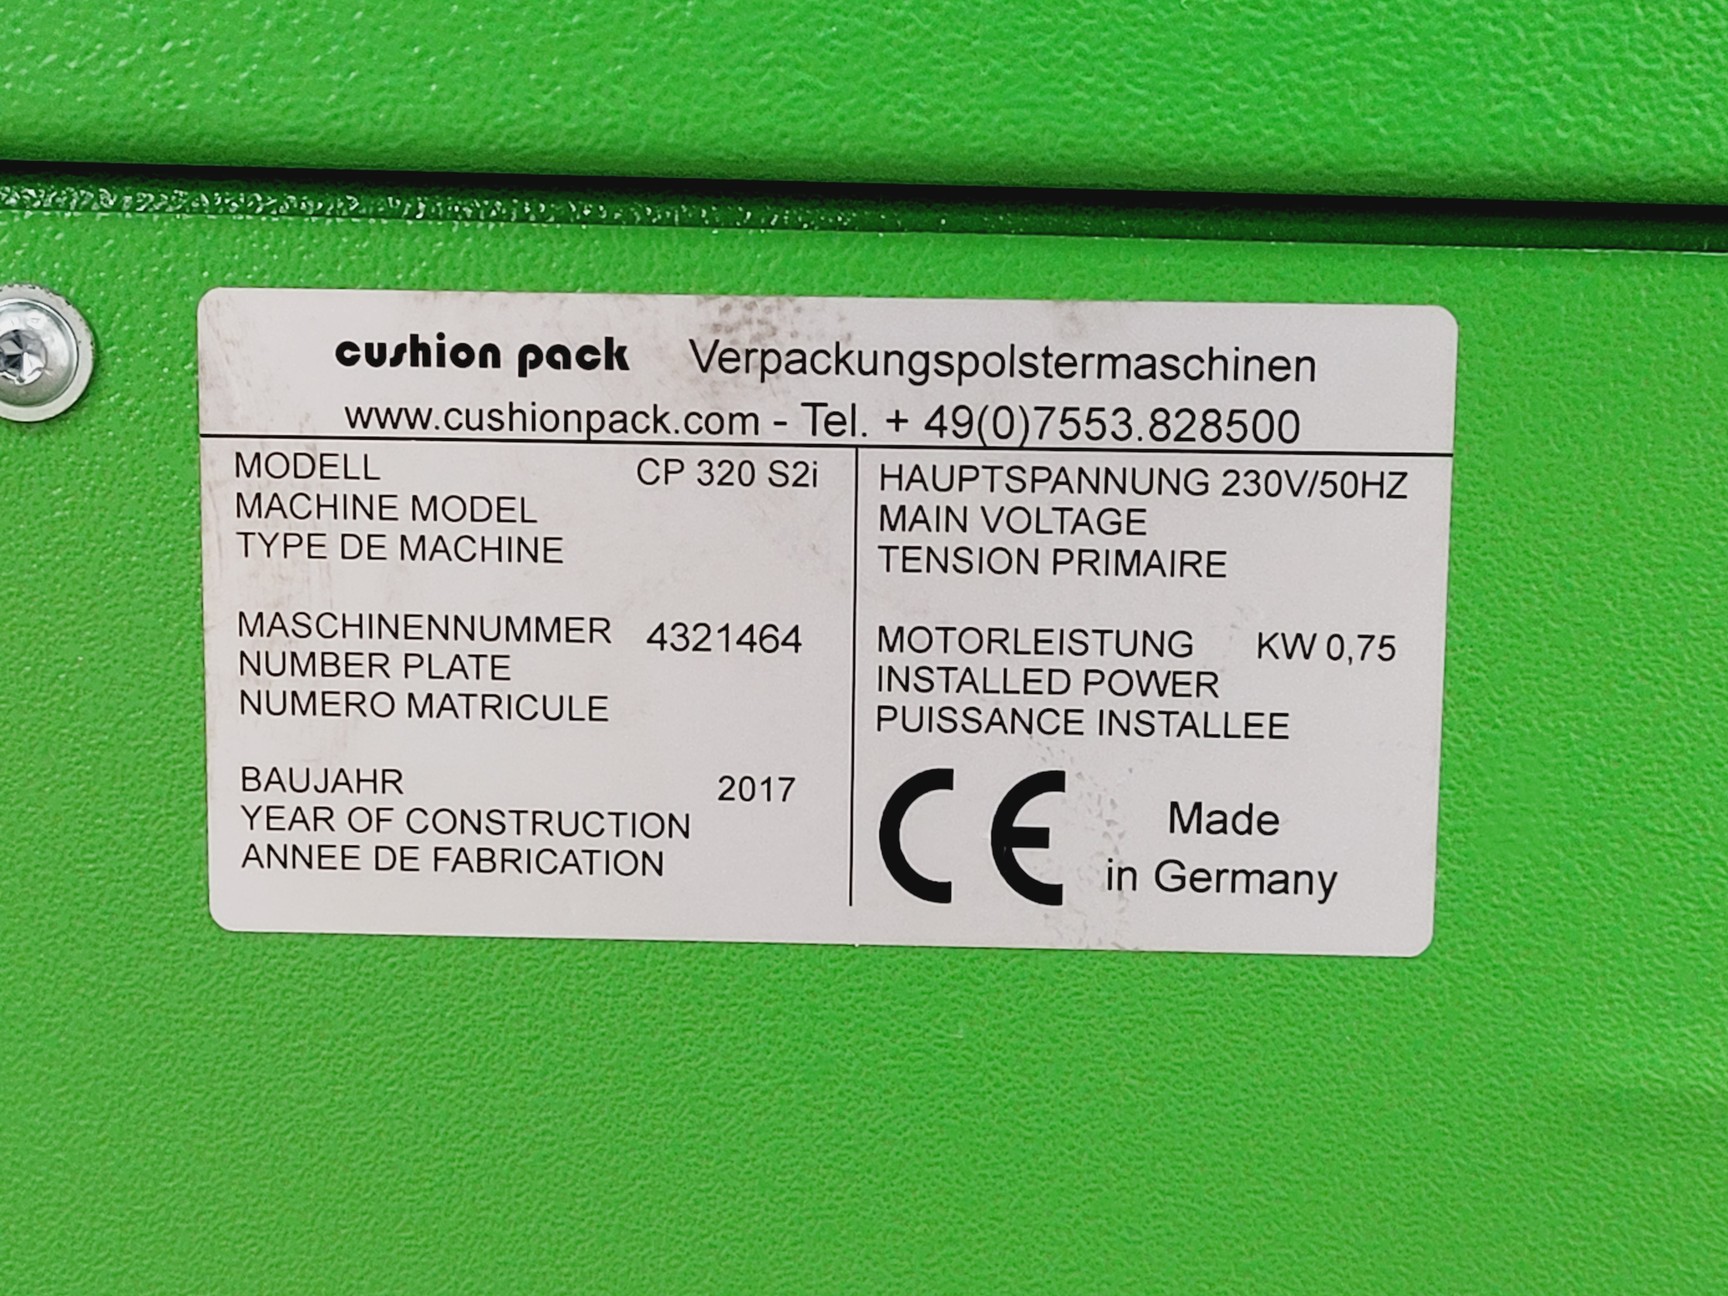 cushion pack Verpackungspolstermaschinen
www.cushionpack.com - Tel. + 49(0)7553.828500
MODELL CP 320 S2i
MACHINE MODEL
TYPE DE MACHINE
MASCHINENNUMMER 4321464
NUMBER PLATE
NUMERO MATRICULE
BAUJAHR 2017
YEAR OF CONSTRUCTION
ANNEE DE FABRICATION
HAUPTSPANNUNG 230V/50HZ
MAIN VOLTAGE
TENSION PRIMAIRE
MOTORLEISTUNG KW 0,75
INSTALLED POWER
PUISSANCE INSTALLEE
CE
Made
in Germany